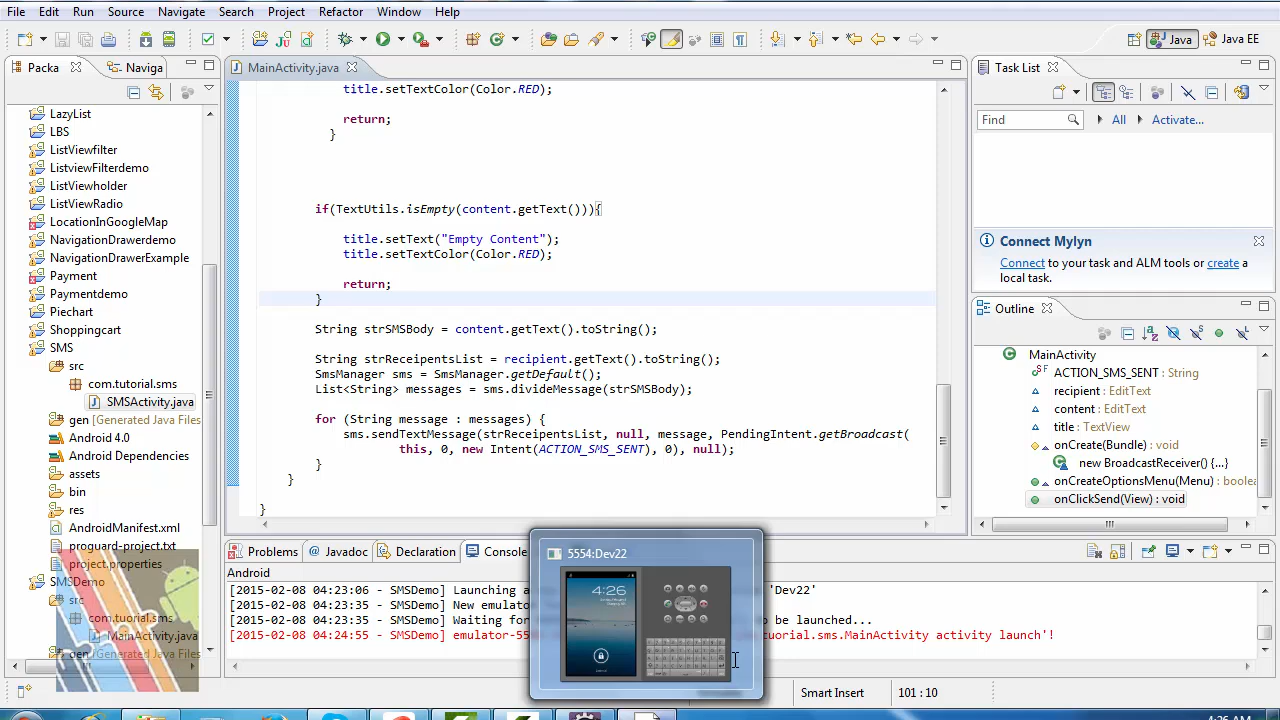 File Edit Run Source Navigate Search Project Refactor Window Help
Java Java EE
Packa Naviga
MainActivity.java
Task List
LazyList
LBS
ListViewfilter
ListviewFilterdemo
ListViewholder
ListViewRadio
LocationInGoogleMap
NavigationDrawerdemo
NavigationDrawerExample
Payment
Paymentdemo
Piechart
Shoppingcart
SMS
src
com.tutorial.sms
SMSActivity.java
gen [Generated Java Files
Android 4.0
Android Dependencies
assets
bin
res
AndroidManifest.xml
proguard-project.txt
project.properties
SMSDemo
src
com.tuorial.sms
MainActivity.java
gen [Generated Java Files
title.setTextColor(Color.RED);
return;
}
if(TextUtils.isEmpty(content.getText())){
title.setText("Empty Content");
title.setTextColor(Color.RED);
return;
}
String strSMSBody = content.getText().toString();
String strReceipentsList = recipient.getText().toString();
SmsManager sms = SmsManager.getDefault();
List<String> messages = sms.divideMessage(strSMSBody);
for (String message : messages) {
sms.sendTextMessage(strReceipentsList, null, message, PendingIntent.getBroadcast(
this, 0, new Intent(ACTION_SMS_SENT), 0), null);
}
}
}
Find All Activate...
Connect Mylyn
Connect to your task and ALM tools or create a
local task.
Outline
MainActivity
ACTION_SMS_SENT : String
recipient : EditText
content : EditText
title : TextView
onCreate(Bundle) : void
new BroadcastReceiver() {...}
onCreateOptionsMenu(Menu) : boolea
onClickSend(View) : void
Problems Javadoc Declaration Console
Android
[2015-02-08 04:23:06 - SMSDemo] Launching a 'Dev22'
[2015-02-08 04:23:35 - SMSDemo] New emulator
[2015-02-08 04:23:35 - SMSDemo] Waiting for be launched...
[2015-02-08 04:24:55 - SMSDemo] emulator-55 tuorial.sms.MainActivity activity launch'!
5554:Dev22
4:26
Smart Insert 101 : 10
4:26 AM